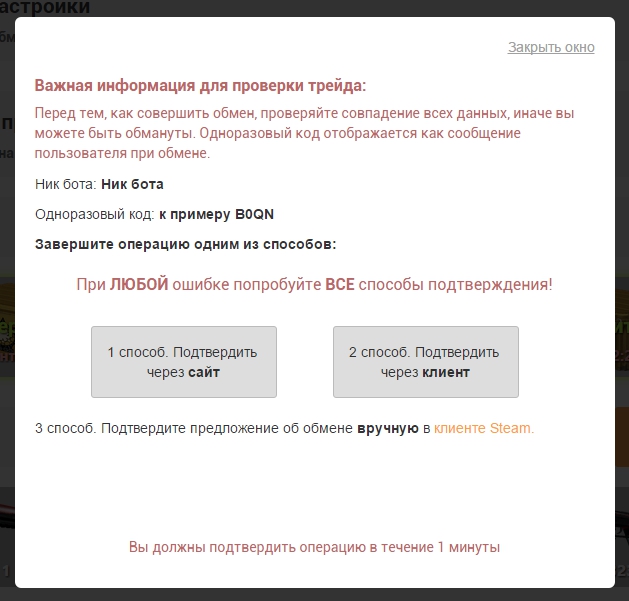 астройки
Закрыть окно
Важная информация для проверки трейда:
Перед тем, как совершить обмен, проверяйте совпадение всех данных, иначе вы
можете быть обмануты. Одноразовый код отображается как сообщение
пользователя при обмене.
Ник бота: Ник бота
Одноразовый код: к примеру B0QN
Завершите операцию одним из способов:
При ЛЮБОЙ ошибке попробуйте ВСЕ способы подтверждения!
1 способ. Подтвердить
через сайт
2 способ. Подтвердить
через клиент
3 способ. Подтвердите предложение об обмене вручную в клиенте Steam.
Вы должны подтвердить операцию в течение 1 минуты